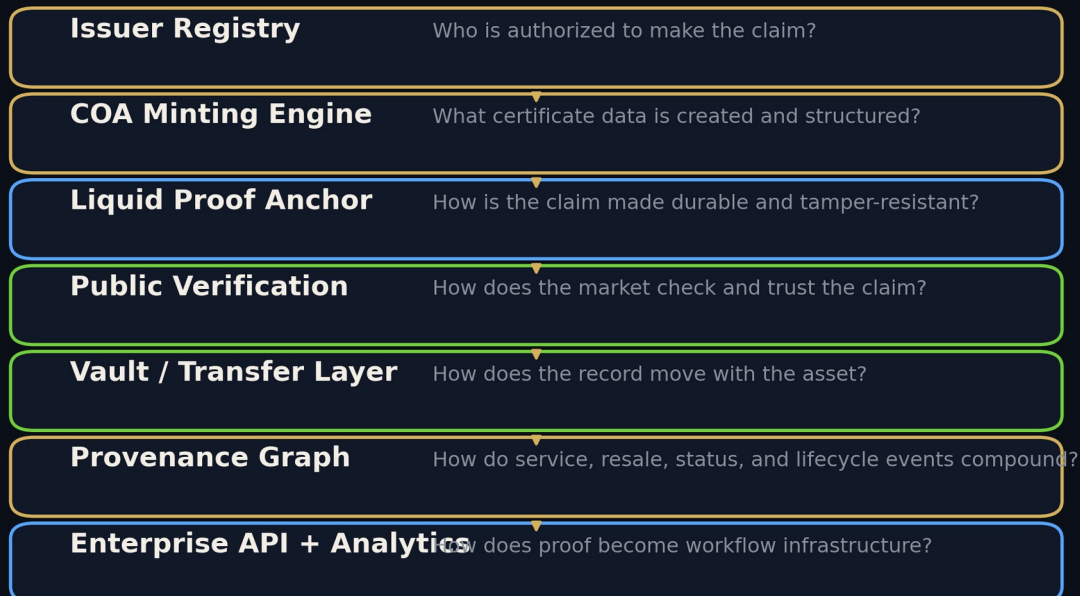 Issuer Registry Who is authorized to make the claim?
COA Minting Engine What certificate data is created and structured?
Liquid Proof Anchor How is the claim made durable and tamper-resistant?
Public Verification How does the market check and trust the claim?
Vault / Transfer Layer How does the record move with the asset?
Provenance Graph How do service, resale, status, and lifecycle events compound?
Enterprise API + Analytics How does proof become workflow infrastructure?